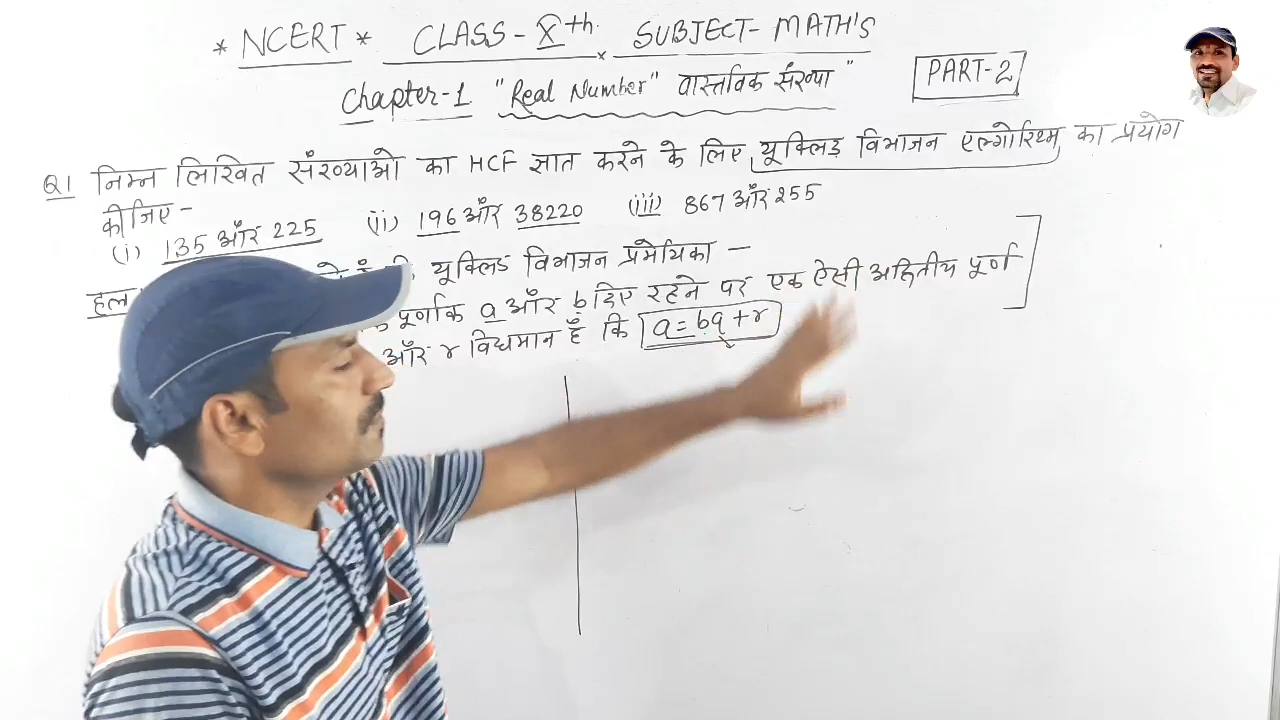 * NCERT * CLASS - Xth. SUBJECT - MATH'S
Chapter-1 "Real Number" वास्तविक संख्या "
PART-2
Q1 निम्न लिखित संख्याओ का HCF ज्ञात करने के लिए यूक्लिड़ विभाजन एल्गोरिथ्म का प्रयोग
कीजिए -
(i) 135 और 225 (ii) 196 और 38220 (iii) 867 और 255
हल यूक्लिड विभाजन प्रमेयिका —
पूर्णांक a और b दिए रहने पर एक ऐसी अद्वितीय पूर्ण
और r विद्यमान है कि a = bq + r